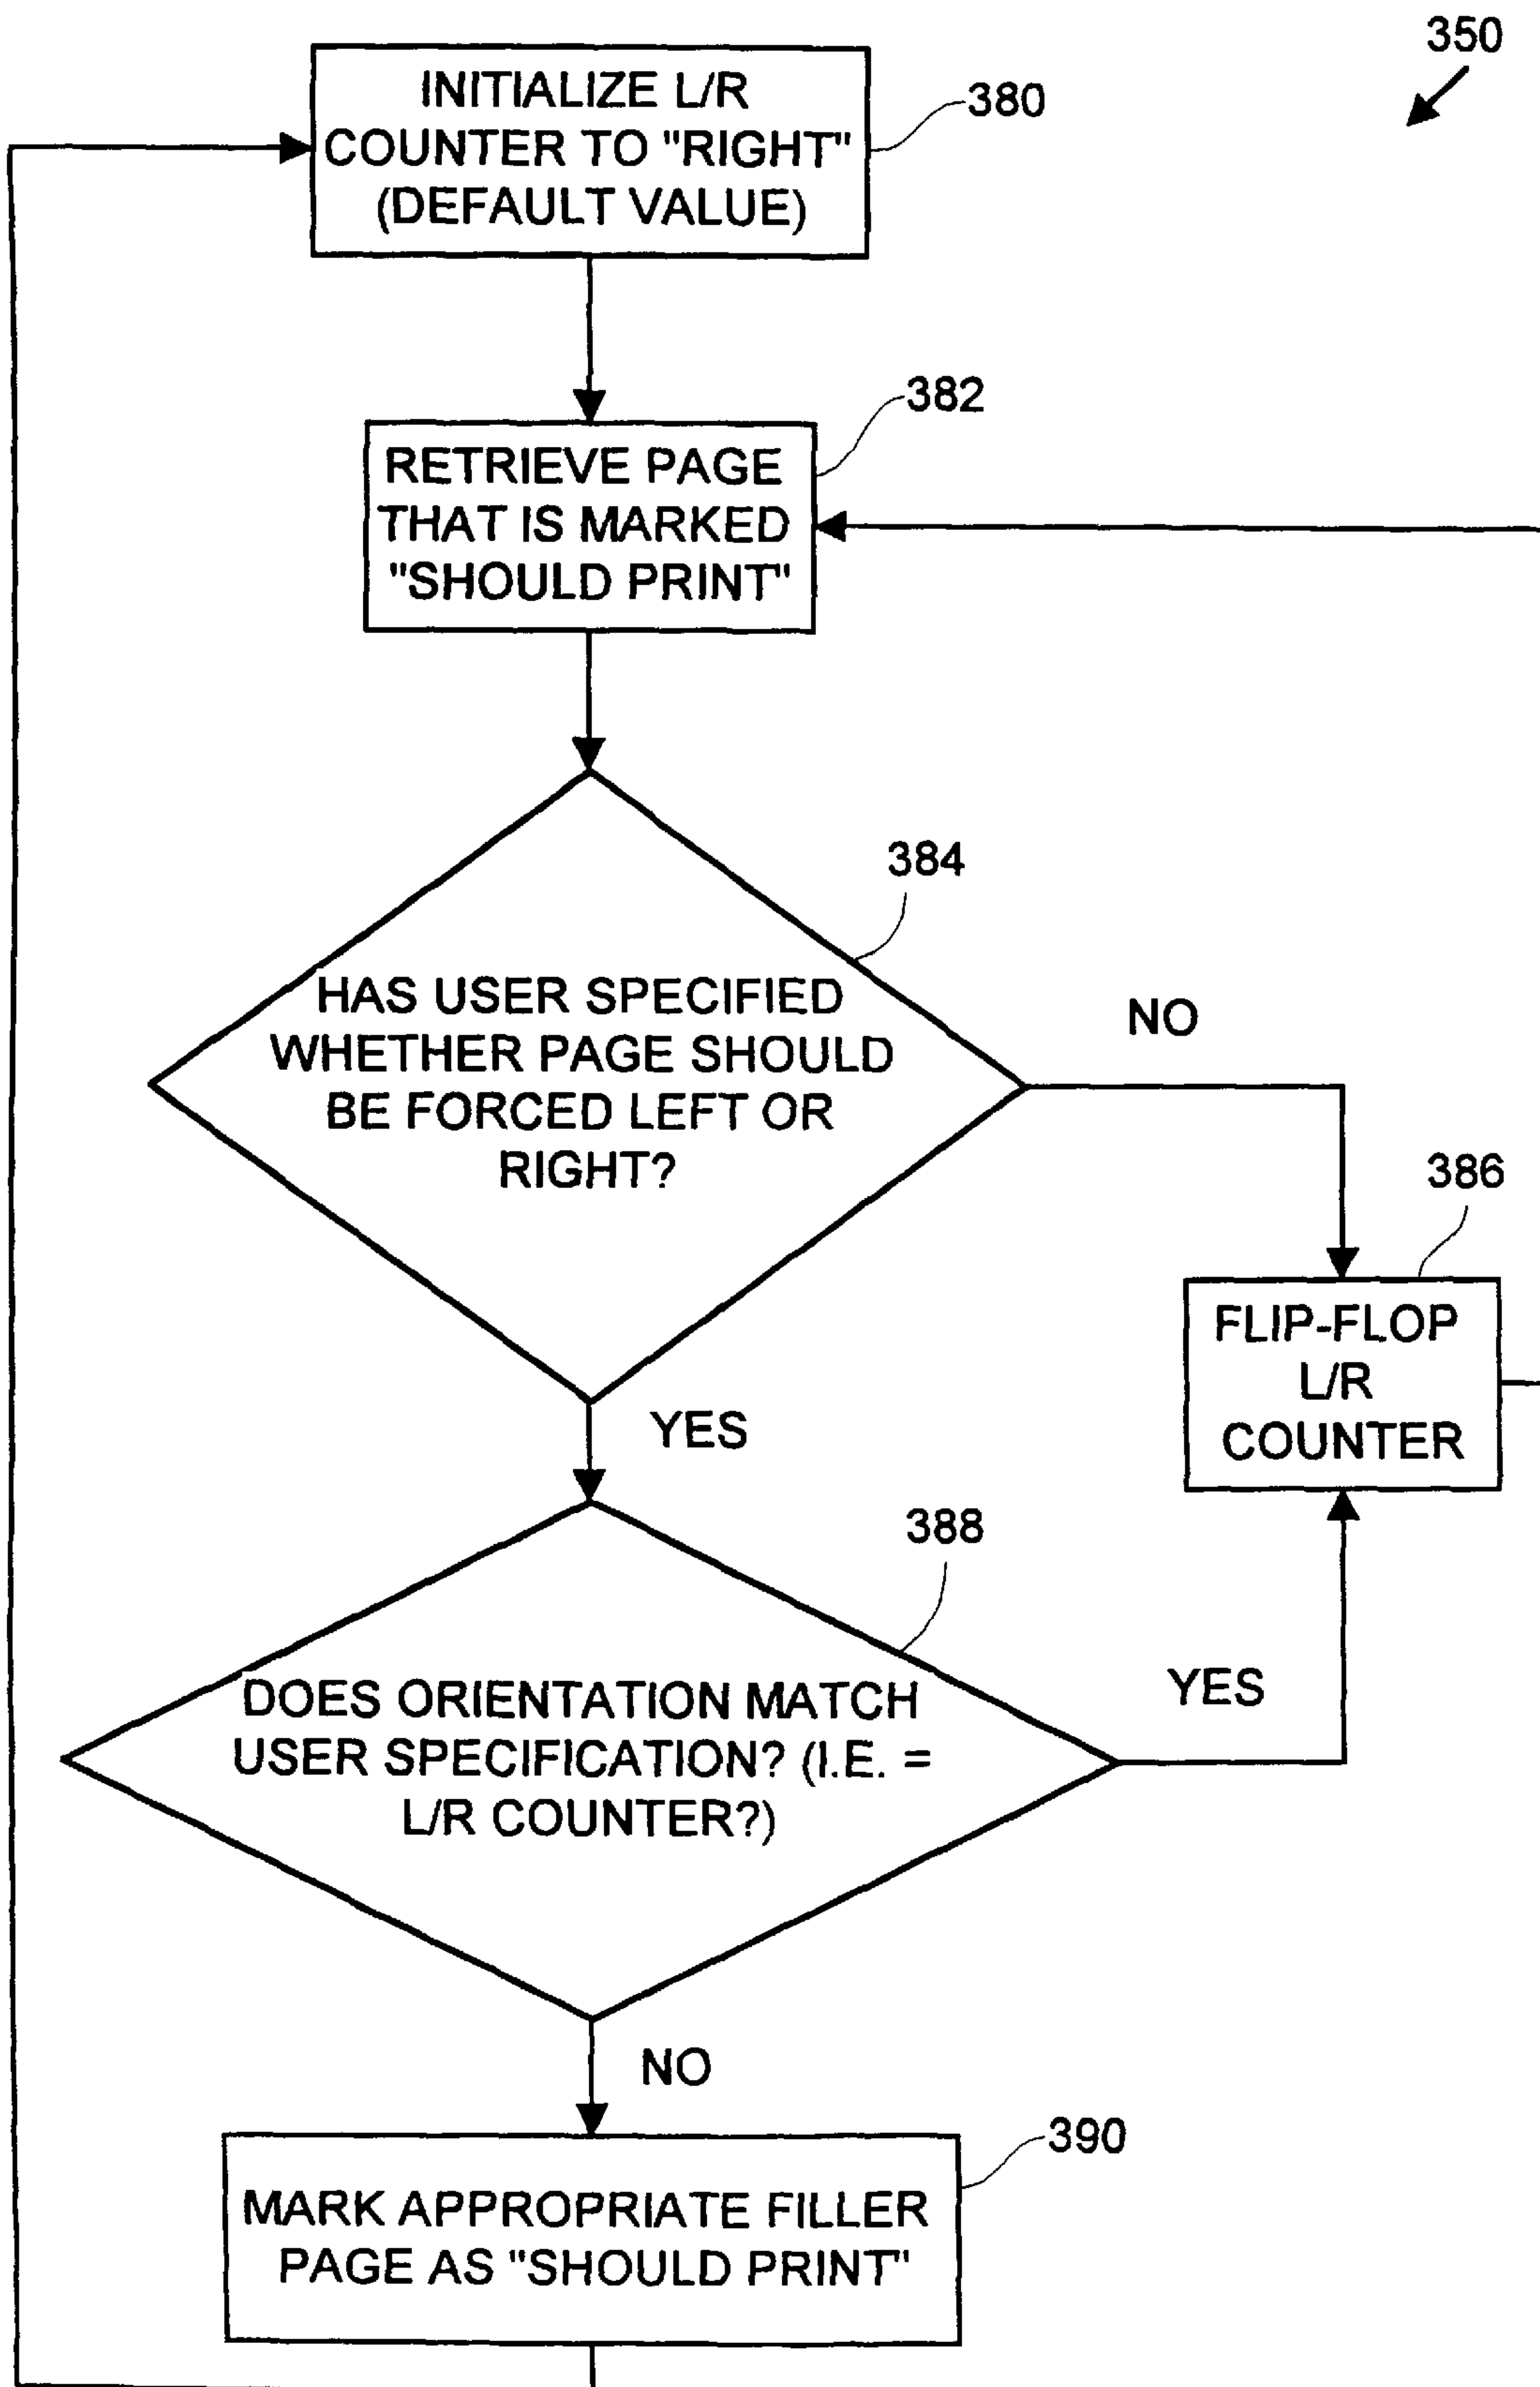 350
INITIALIZE L/R
COUNTER TO "RIGHT"
(DEFAULT VALUE)
380
382
RETRIEVE PAGE
THAT IS MARKED
"SHOULD PRINT"
384
HAS USER SPECIFIED
WHETHER PAGE SHOULD
BE FORCED LEFT OR
RIGHT?
NO
386
FLIP-FLOP
L/R
COUNTER
YES
388
DOES ORIENTATION MATCH
USER SPECIFICATION? (I.E. =
L/R COUNTER?)
YES
NO
390
MARK APPROPRIATE FILLER
PAGE AS "SHOULD PRINT"